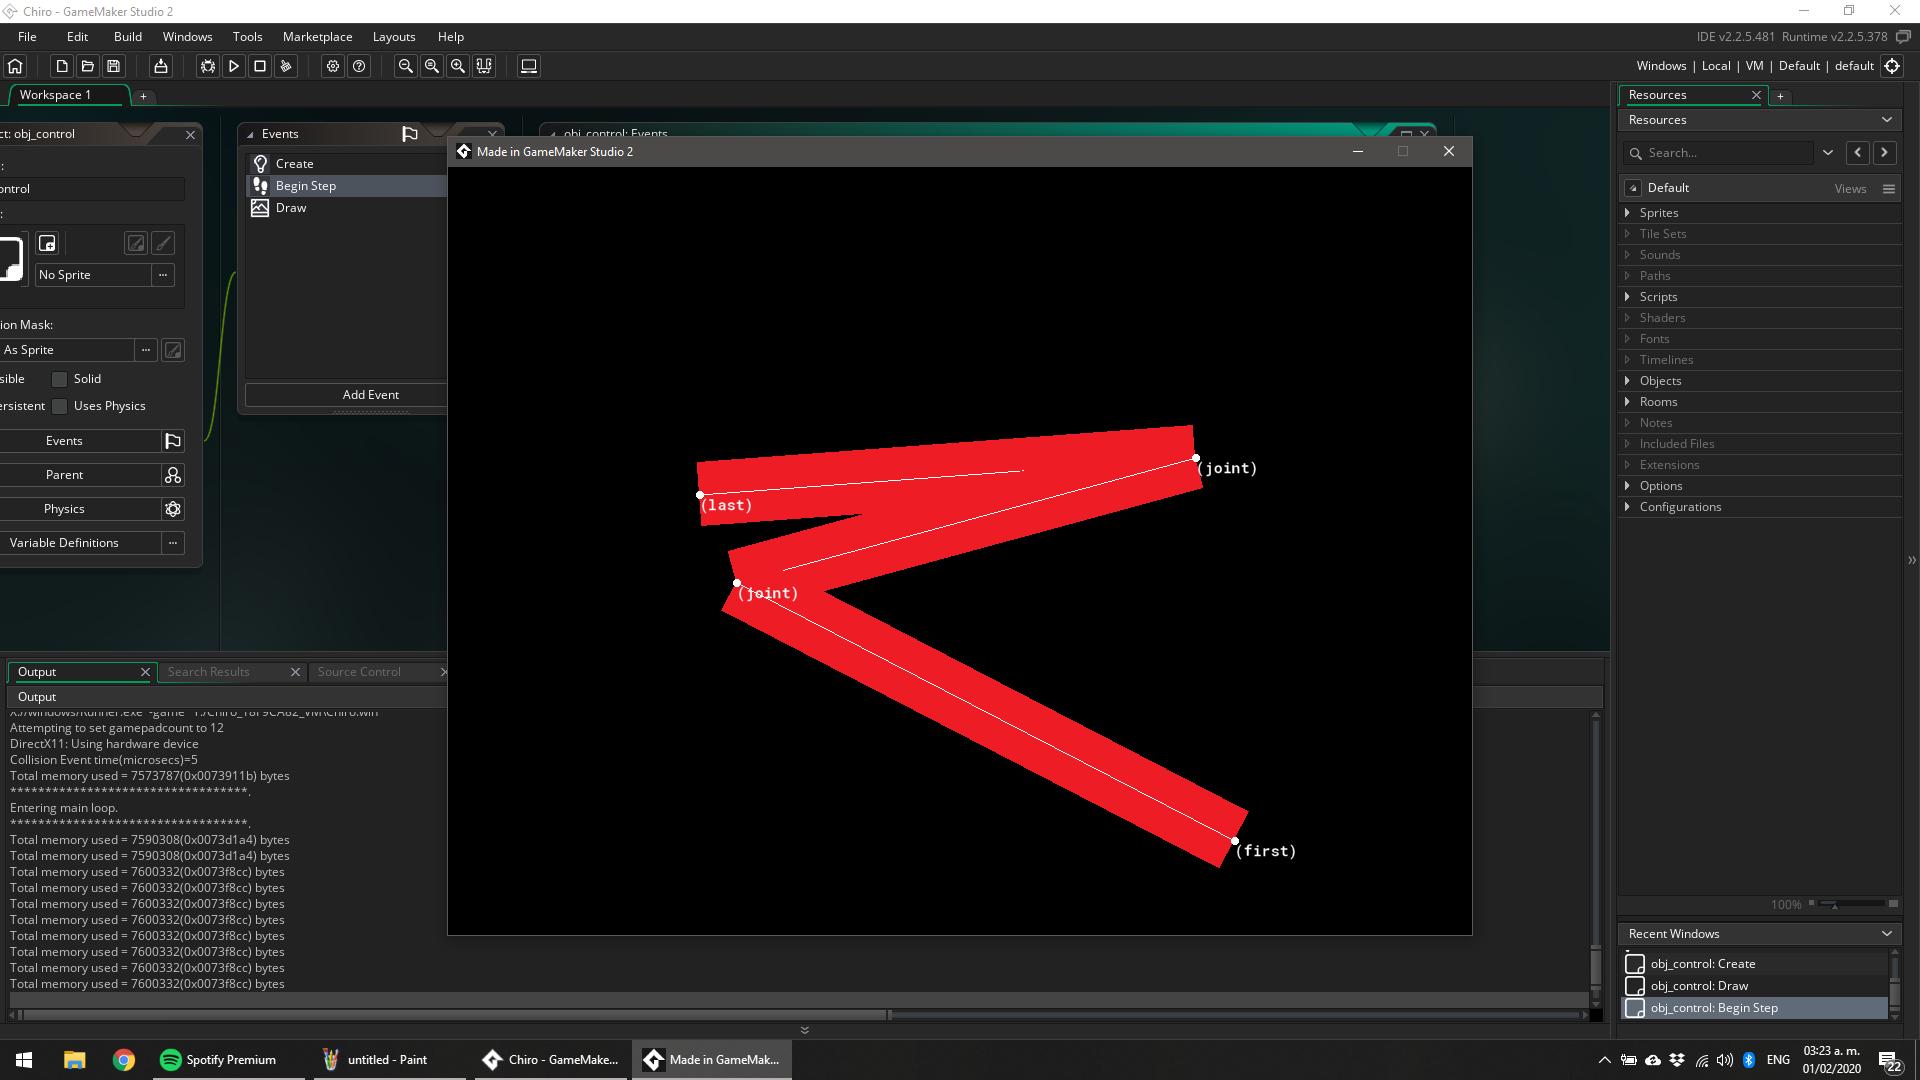 Chiro - GameMaker Studio 2
File Edit Build Windows Tools Marketplace Layouts Help
IDE v2.2.5.481 Runtime v2.2.5.378
Windows | Local | VM | Default | default
Workspace 1
+
ct: obj_control
:
ontrol
:
No Sprite
...
ion Mask:
As Sprite
...
sible
Solid
ersistent
Uses Physics
Events
Parent
Physics
Variable Definitions
...
Events
Create
Begin Step
Draw
Add Event
obj_control: Events
Made in GameMaker Studio 2
(joint)
(last)
(joint)
(first)
Output
Search Results
Source Control
Output
X://windows/Runner.exe -game
Attempting to set gamepadcount to 12
DirectX11: Using hardware device
Collision Event time(microsecs)=5
Total memory used = 7573787(0x0073911b) bytes
*********************************.
Entering main loop.
*********************************.
Total memory used = 7590308(0x0073d1a4) bytes
Total memory used = 7590308(0x0073d1a4) bytes
Total memory used = 7600332(0x0073f8cc) bytes
Total memory used = 7600332(0x0073f8cc) bytes
Total memory used = 7600332(0x0073f8cc) bytes
Total memory used = 7600332(0x0073f8cc) bytes
Total memory used = 7600332(0x0073f8cc) bytes
Total memory used = 7600332(0x0073f8cc) bytes
Total memory used = 7600332(0x0073f8cc) bytes
Total memory used = 7600332(0x0073f8cc) bytes
Resources
+
Resources
Search...
Default
Views
Sprites
Tile Sets
Sounds
Paths
Scripts
Shaders
Fonts
Timelines
Objects
Rooms
Notes
Included Files
Extensions
Options
Configurations
100%
Recent Windows
obj_control: Create
obj_control: Draw
obj_control: Begin Step
Spotify Premium
untitled - Paint
Chiro - GameMake...
Made in GameMak...
ENG
03:23 a. m.
01/02/2020
22